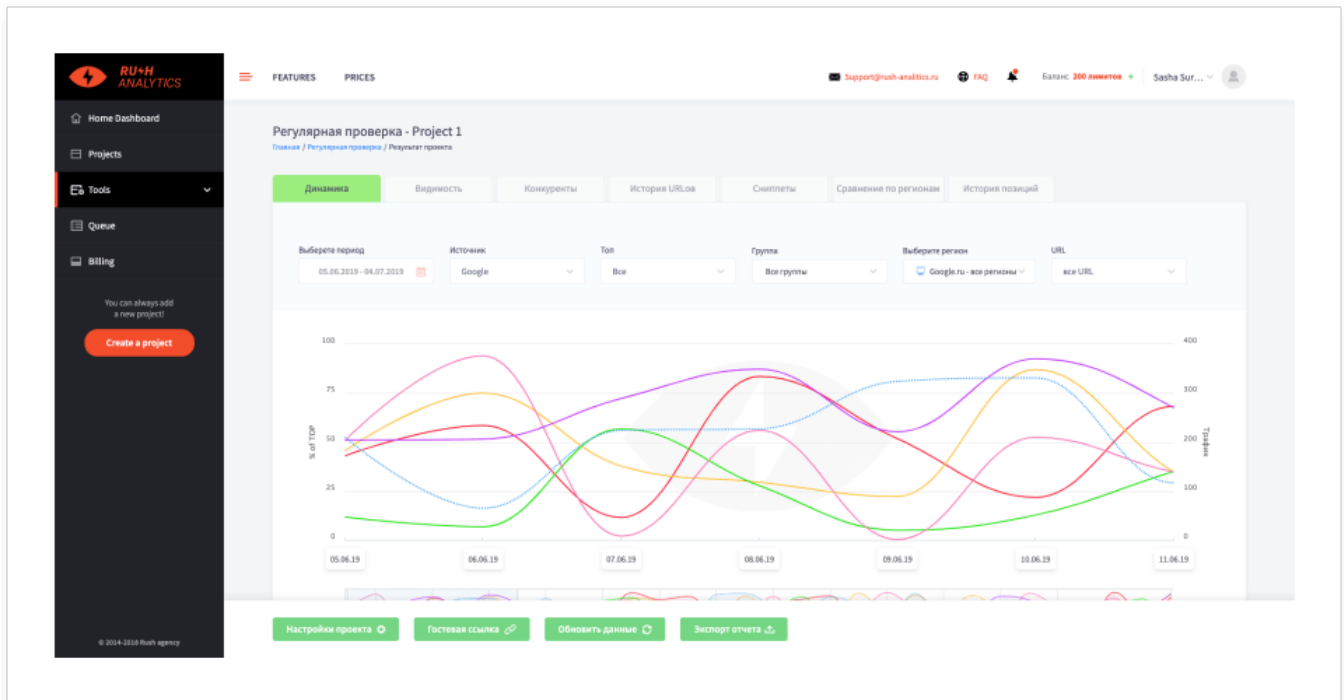 RU⚡H
ANALYTICS
FEATURES PRICES
Support@rush-analitics.ru FAQ Баланс 200 лимитов + Sasha Sur...
Home Dashboard
Projects
Tools
Queue
Billing
You can always add
a new project!
Create a project
© 2014-2018 Rush agency
Регулярная проверка - Project 1
Главная / Регулярная проверка / Результат проекта
Динамика Видимость Конкуренты История URLов Сниппеты Сравнение по регионам История позиций
Выберете период Источник Топ Группа Выберите регион URL
05.06.2019 - 04.07.2019 Google Все Все группы Google.ru - все регионы все URL
100 400
75 300
50 200
25 100
0 0
% of TOP
Трафик
05.06.19 06.06.19 07.06.19 08.06.19 09.06.19 10.06.19 11.06.19
Настройки проекта Гостевая ссылка Обновить данные Экспорт отчета